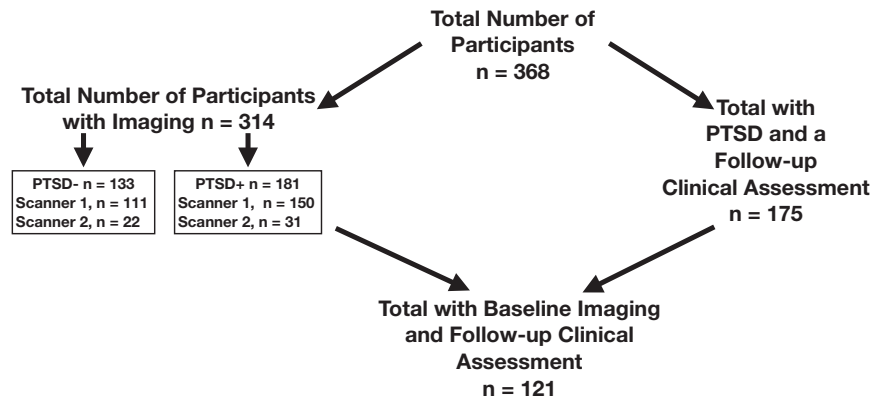 Total Number of
Participants
n = 368
Total Number of Participants
with Imaging n = 314
PTSD- n = 133
Scanner 1, n = 111
Scanner 2, n = 22
PTSD+ n = 181
Scanner 1,  n = 150
Scanner 2, n = 31
Total with
PTSD and a
Follow-up
Clinical Assessment
n = 175
Total with Baseline Imaging
and Follow-up Clinical
Assessment
n = 121